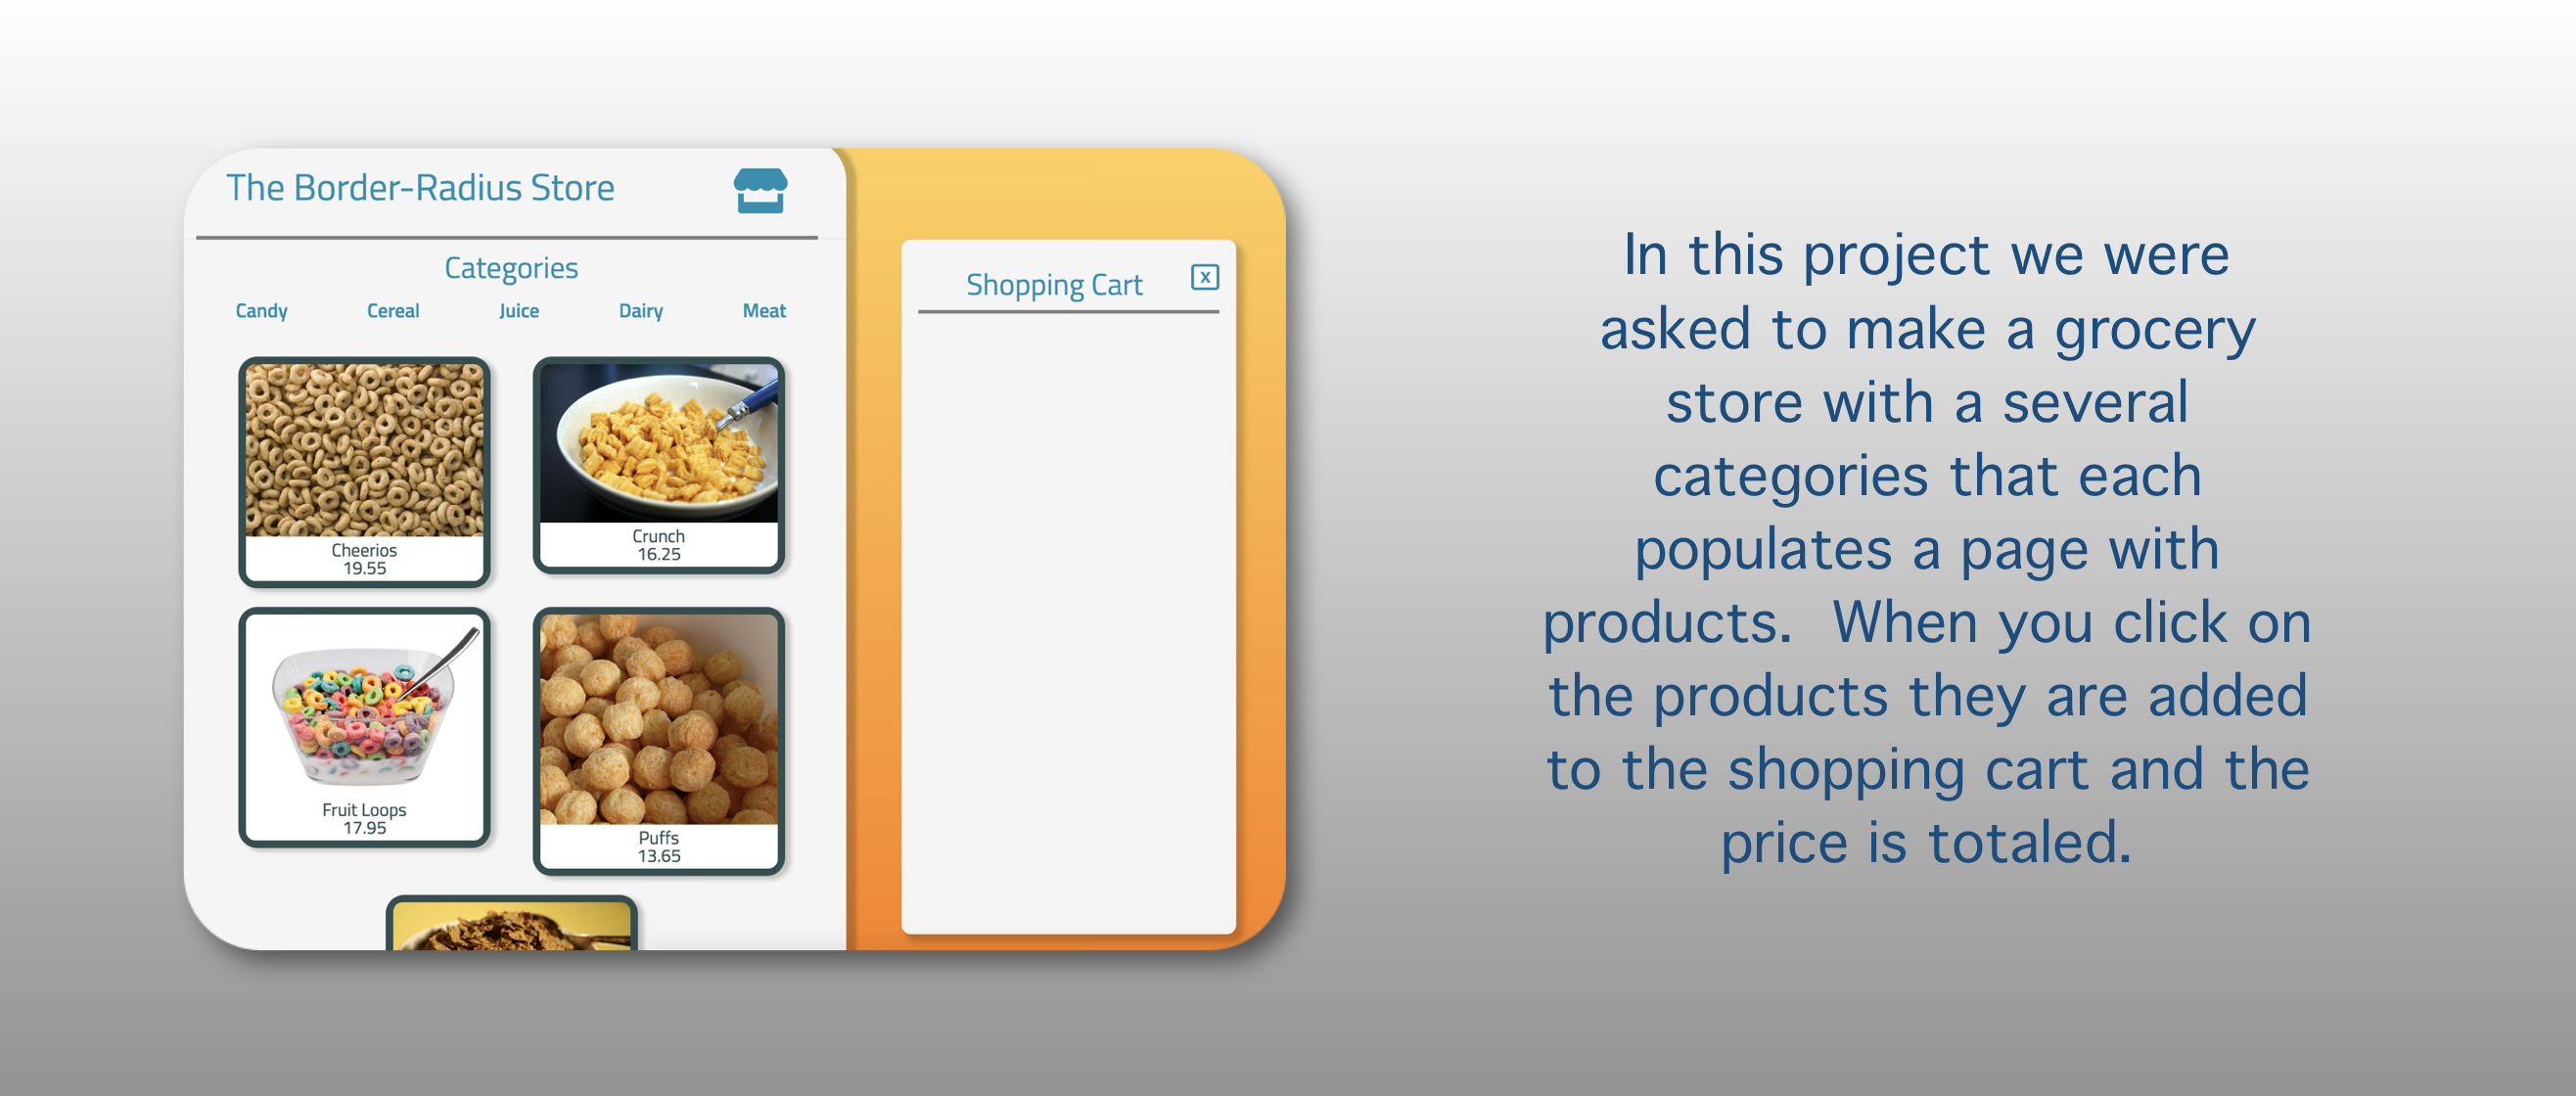 The Border-Radius Store
Categories
Candy Cereal Juice Dairy Meat
Cheerios
19.55
Crunch
16.25
Fruit Loops
17.95
Puffs
13.65
Shopping Cart
X
In this project we were
asked to make a grocery
store with a several
categories that each
populates a page with
products. When you click on
the products they are added
to the shopping cart and the
price is totaled.